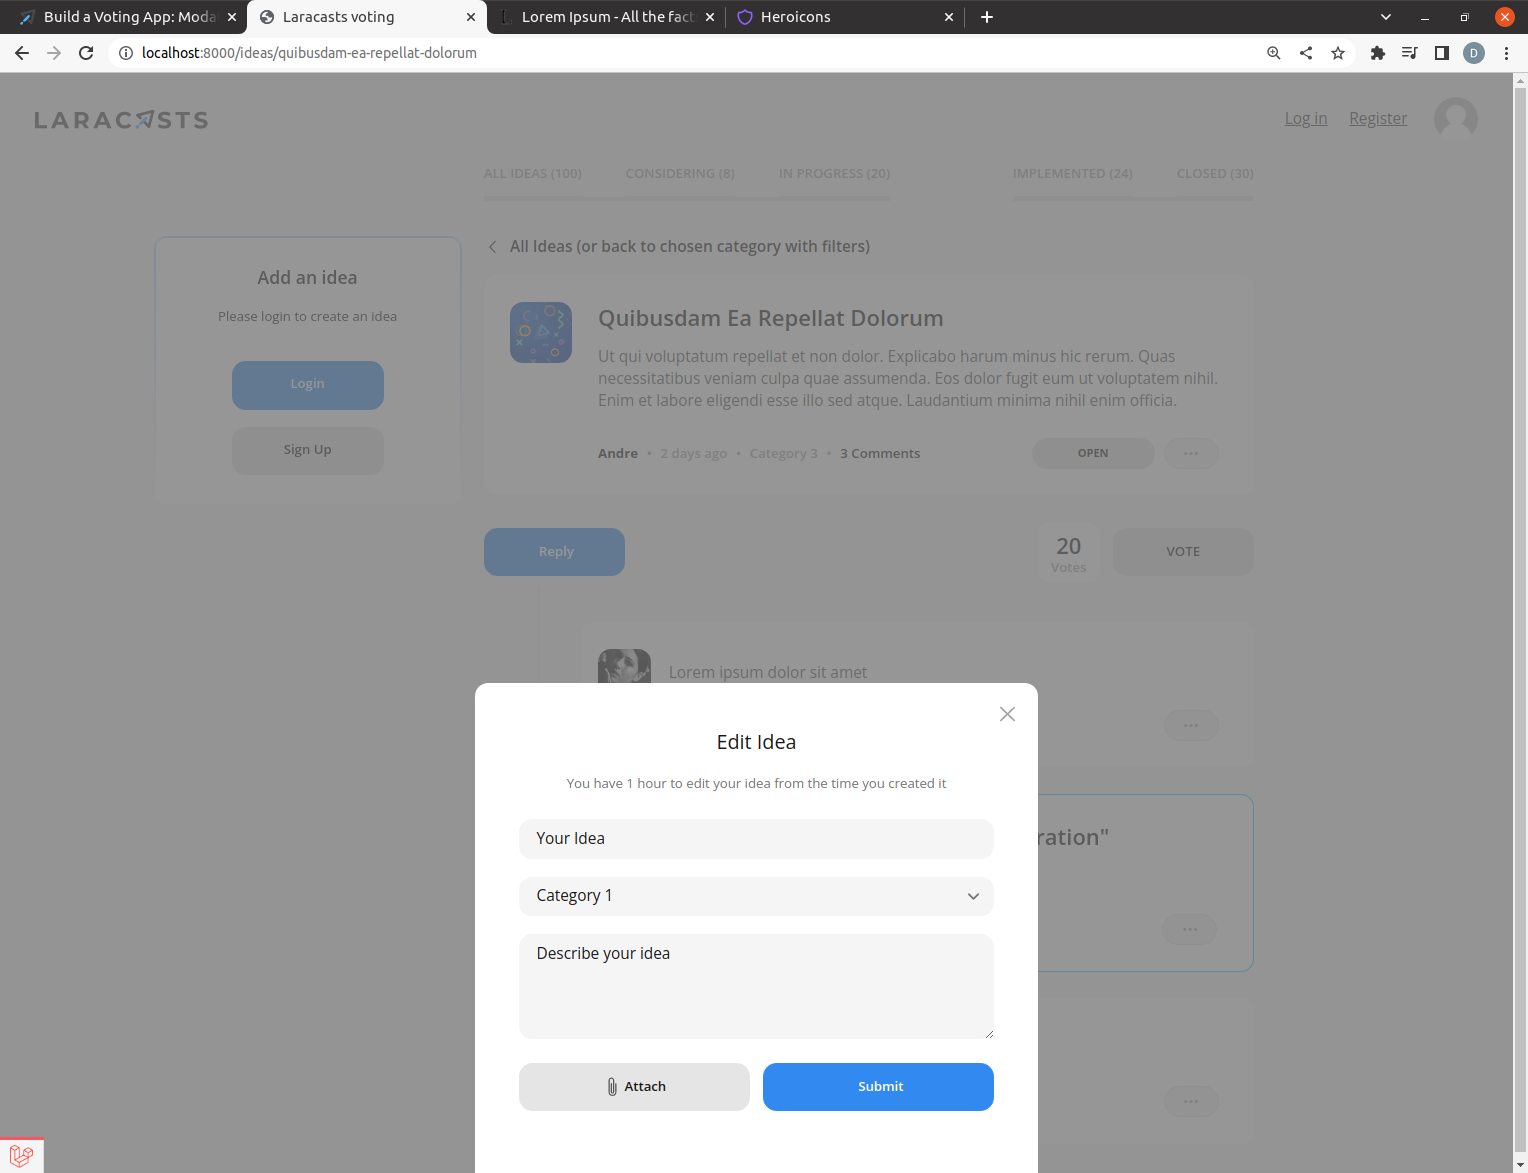 Build a Voting App: Moda
Laracasts voting
Lorem Ipsum - All the fact
Heroicons
localhost:8000/ideas/quibusdam-ea-repellat-dolorum
D
LARACASTS
Log in
Register
ALL IDEAS (100)
CONSIDERING (8)
IN PROGRESS (20)
IMPLEMENTED (24)
CLOSED (30)
Add an idea
Please login to create an idea
Login
Sign Up
All Ideas (or back to chosen category with filters)
Quibusdam Ea Repellat Dolorum
Ut qui voluptatum repellat et non dolor. Explicabo harum minus hic rerum. Quas
necessitatibus veniam culpa quae assumenda. Eos dolor fugit eum ut voluptatem nihil.
Enim et labore eligendi esse illo sed atque. Laudantium minima nihil enim officia.
Andre • 2 days ago • Category 3 • 3 Comments
OPEN
Reply
20
Votes
VOTE
Lorem ipsum dolor sit amet
ration"
Edit Idea
You have 1 hour to edit your idea from the time you created it
Your Idea
Category 1
Describe your idea
Attach
Submit